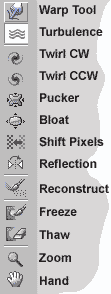 Warp Tool
Turbulence
Twirl CW
Twirl CCW
Pucker
Bloat
Shift Pixels
Reflection
Reconstruct
Freeze
Thaw
Zoom
Hand